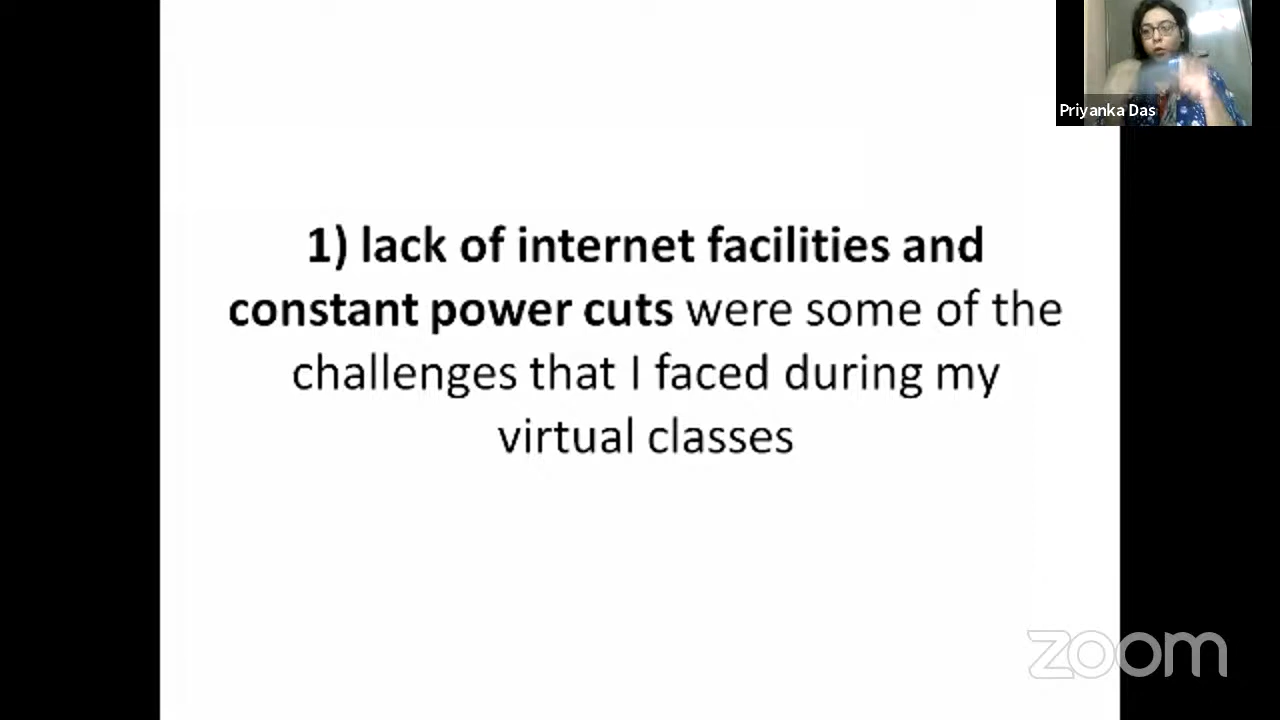 Priyanka Das
1) lack of internet facilities and
constant power cuts were some of the
challenges that I faced during my
virtual classes
zoom